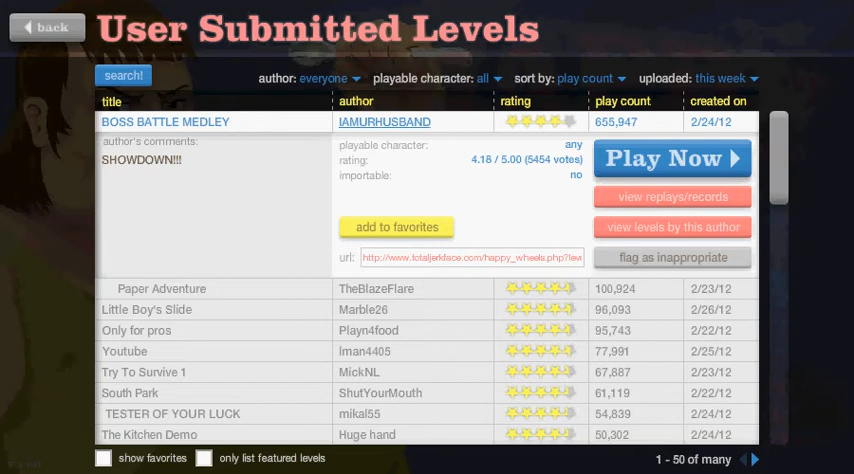 back
User Submitted Levels
search!
author: everyone playable character: all sort by: play count uploaded: this week
title author rating play count created on
BOSS BATTLE MEDLEY IAMURHUSBAND 655,947 2/24/12
author's comments:
SHOWDOWN!!!
playable character: any
rating: 4.18 / 5.00 (5454 votes)
importable: no
Play Now
view replays/records
add to favorites
view levels by this author
url: http://www.totaljerkface.com/happy_wheels.php?lev
flag as inappropriate
Paper Adventure TheBlazeFlare 100,924 2/23/12
Little Boy's Slide Marble26 96,093 2/26/12
Only for pros Playn4food 95,743 2/22/12
Youtube lman4405 77,991 2/25/12
Try To Survive 1 MickNL 67,887 2/23/12
South Park ShutYourMouth 61,119 2/22/12
TESTER OF YOUR LUCK mikal55 54,839 2/24/12
The Kitchen Demo Huge hand 50,302 2/24/12
show favorites only list featured levels 1 - 50 of many